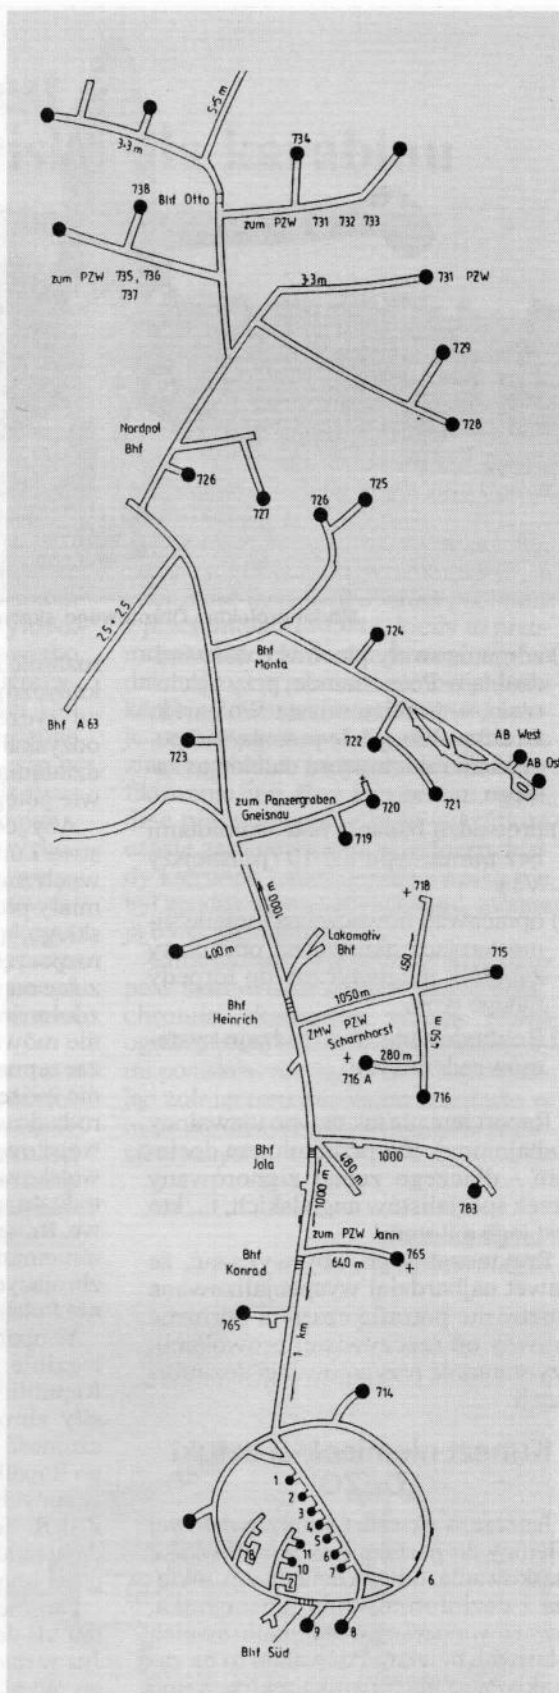 5-5 m
3-3 m
734
738
Bhf Otto
zum PZW 731 732 733
zum PZW 735, 736
737
3-3 m
731 PZW
729
728
Nordpol
Bhf
726
727
726
725
2,5 × 2,5
Bhf A 63
Bhf
Monta
724
723
722
AB West
AB Ost
721
zum Panzergraben
Gneisnau
720
719
1000 m
400 m
+ 718
Lakomotiv
Bhf
450
715
1050 m
Bhf
Heinrich
ZMW PZW
Scharnhorst
450 m
+
280 m
716 A
716
Bhf
Jola
480 m
1000
1000 m
783
zum PZW Jann
Bhf
Konrad
640 m
765
+
765
1 km
714
1
2
3
4
5
6
7
11
10
8
7
6
9
8
Bhf Süd